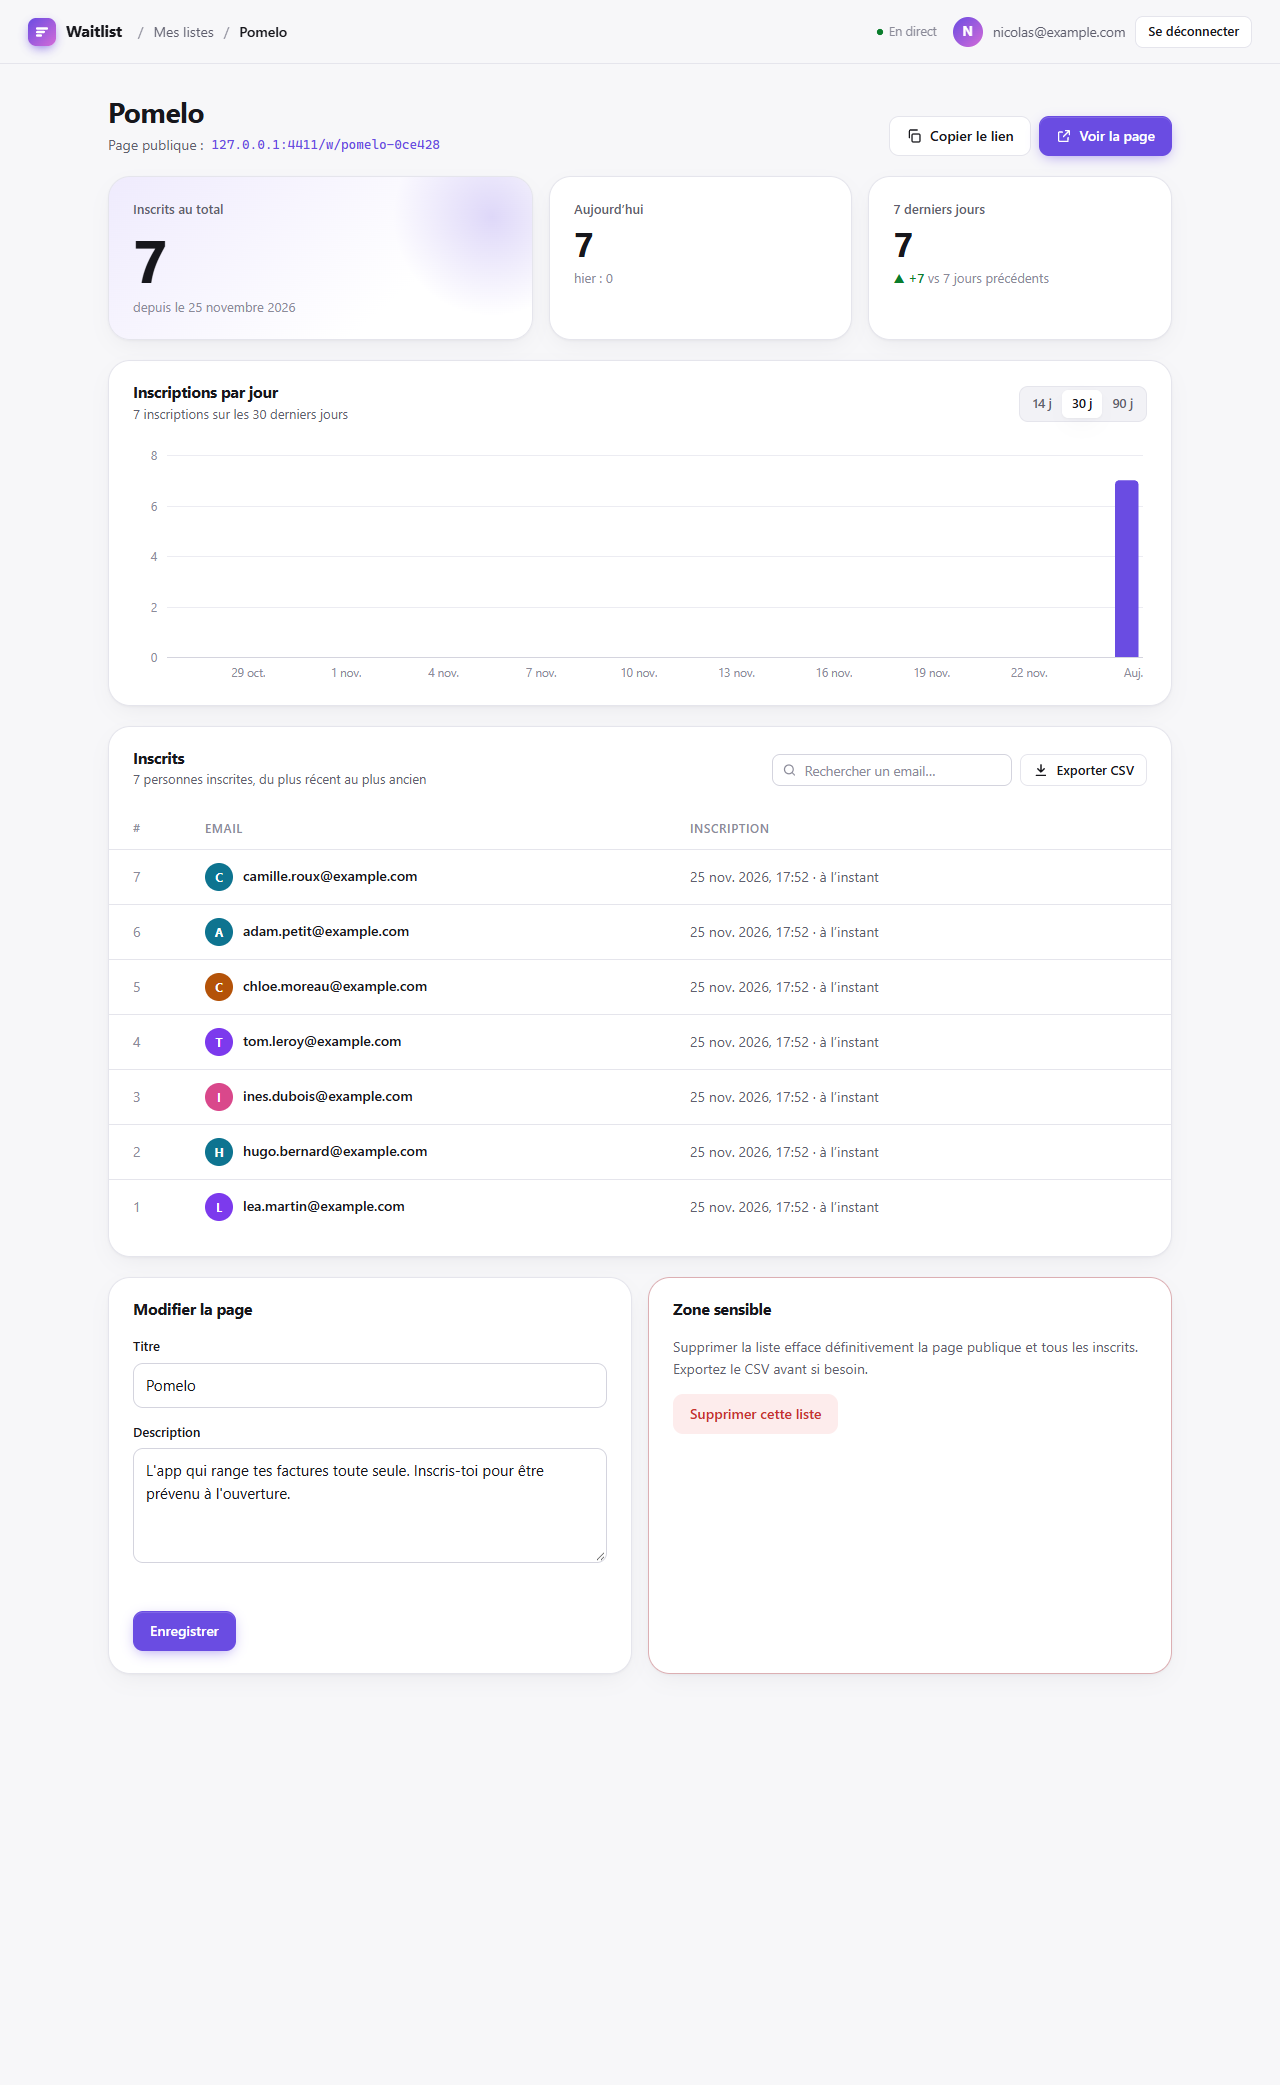 Waitlist / Mes listes / Pomelo
En direct
N
nicolas@example.com
Se déconnecter
Pomelo
Page publique : 127.0.0.1:4411/w/pomelo-0ce428
Copier le lien
Voir la page
Inscrits au total
7
depuis le 25 novembre 2026
Aujourd’hui
7
hier : 0
7 derniers jours
7
▲ +7 vs 7 jours précédents
Inscriptions par jour
7 inscriptions sur les 30 derniers jours
14 j
30 j
90 j
8
6
4
2
0
29 oct.
1 nov.
4 nov.
7 nov.
10 nov.
13 nov.
16 nov.
19 nov.
22 nov.
Auj.
Inscrits
7 personnes inscrites, du plus récent au plus ancien
Rechercher un email…
Exporter CSV
# EMAIL INSCRIPTION
7 C camille.roux@example.com 25 nov. 2026, 17:52 · à l’instant
6 A adam.petit@example.com 25 nov. 2026, 17:52 · à l’instant
5 C chloe.moreau@example.com 25 nov. 2026, 17:52 · à l’instant
4 T tom.leroy@example.com 25 nov. 2026, 17:52 · à l’instant
3 I ines.dubois@example.com 25 nov. 2026, 17:52 · à l’instant
2 H hugo.bernard@example.com 25 nov. 2026, 17:52 · à l’instant
1 L lea.martin@example.com 25 nov. 2026, 17:52 · à l’instant
Modifier la page
Titre
Pomelo
Description
L'app qui range tes factures toute seule. Inscris-toi pour être
prévenu à l'ouverture.
Enregistrer
Zone sensible
Supprimer la liste efface définitivement la page publique et tous les inscrits.
Exportez le CSV avant si besoin.
Supprimer cette liste